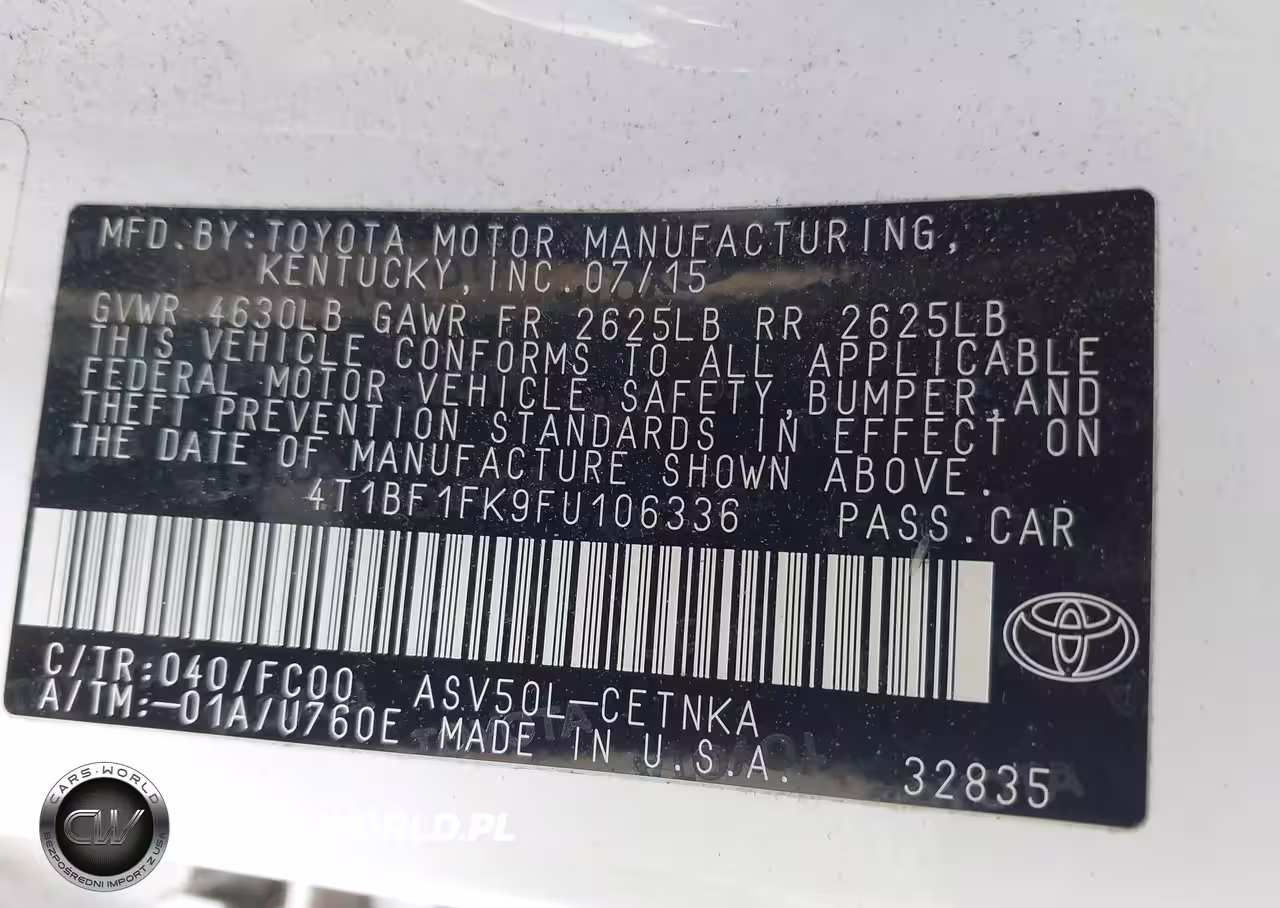 MFD.BY:TOYOTA MOTOR MANUFACTURING,
KENTUCKY,INC.07/15
GVWR 4630LB GAWR FR 2625LB RR 2625LB
THIS VEHICLE CONFORMS TO ALL APPLICABLE
FEDERAL MOTOR VEHICLE SAFETY,BUMPER,AND
THEFT PREVENTION STANDARDS IN EFFECT ON
THE DATE OF MANUFACTURE SHOWN ABOVE.
4T1BF1FK9FU106336 PASS.CAR
C/TR:040/FC00 ASV50L-CETNKA
A/TM:-01A/U760E MADE IN U.S.A.
32835
CARS-WORLD
CW
BEZPOŚREDNI IMPORT Z USA
WORLD.PL